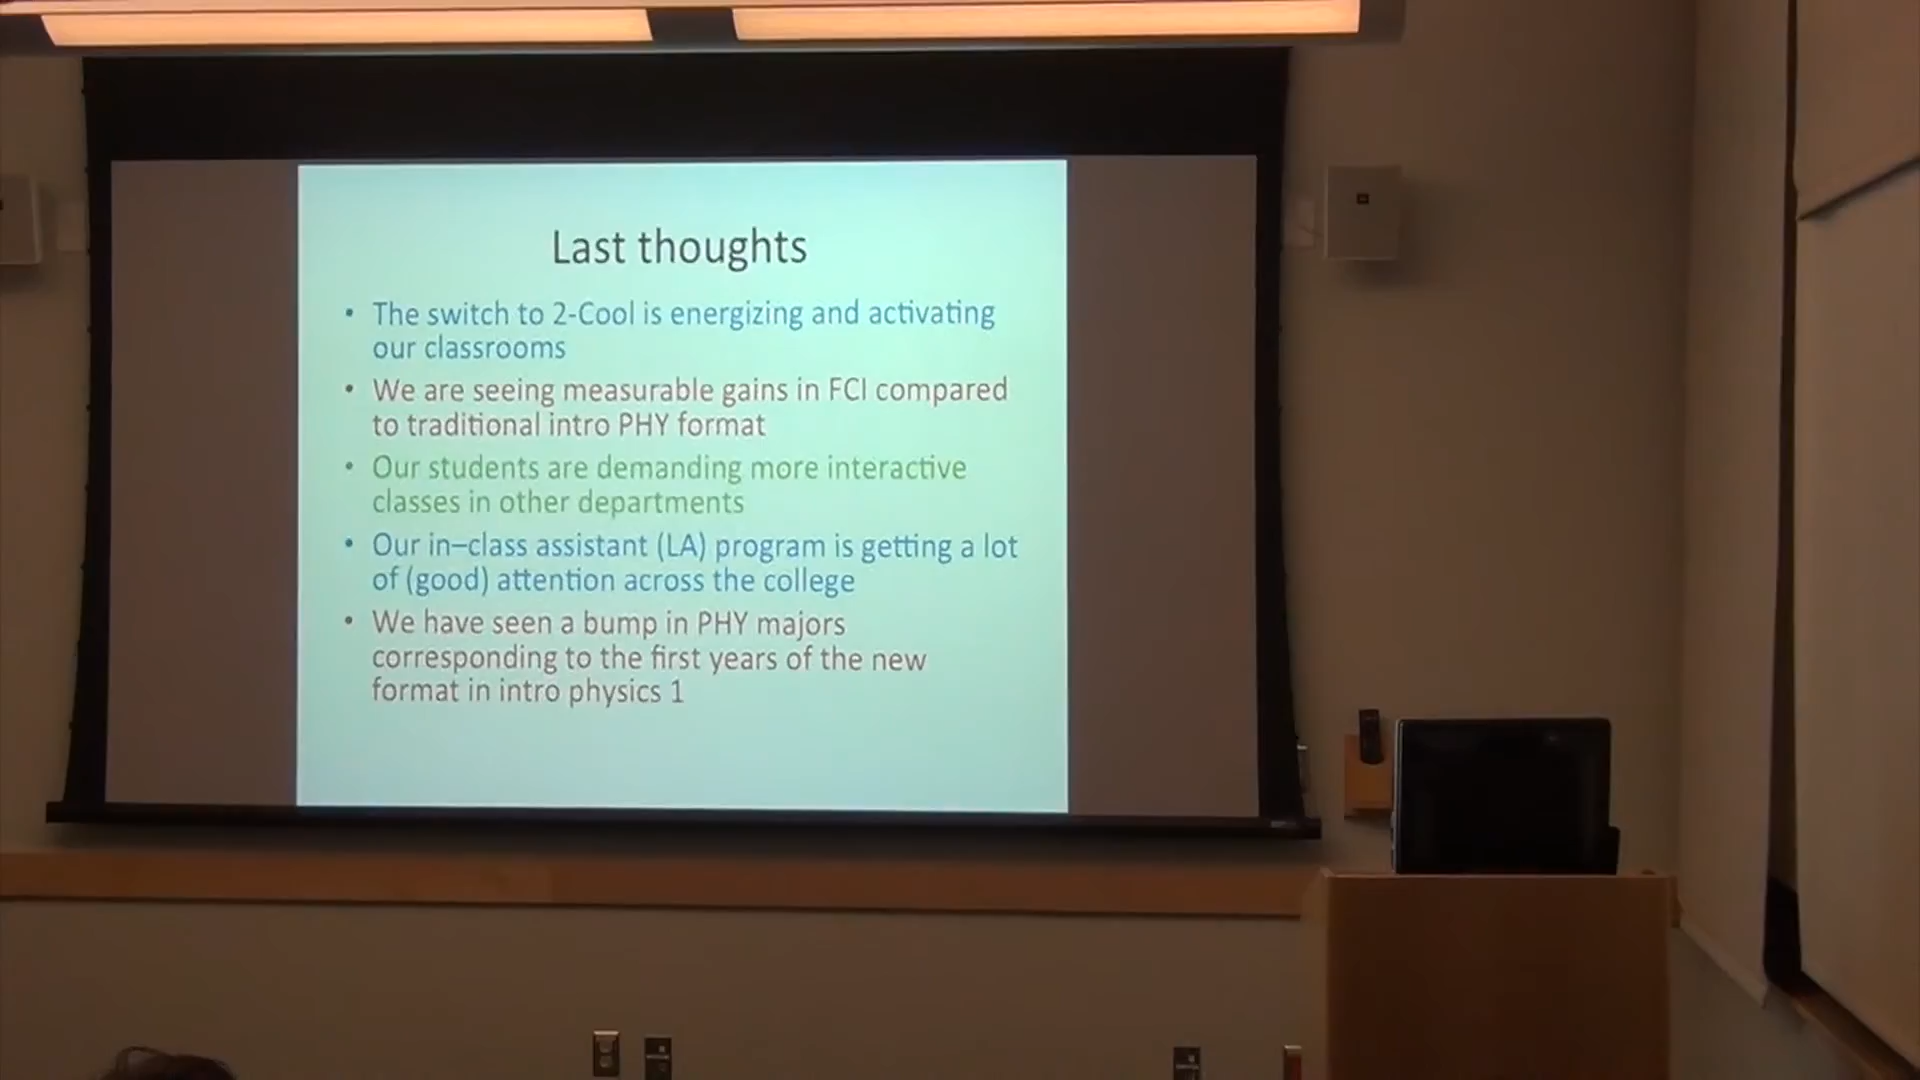 Last thoughts
• The switch to 2-Cool is energizing and activating
our classrooms
• We are seeing measurable gains in FCI compared
to traditional intro PHY format
• Our students are demanding more interactive
classes in other departments
• Our in–class assistant (LA) program is getting a lot
of (good) attention across the college
• We have seen a bump in PHY majors
corresponding to the first years of the new
format in intro physics 1